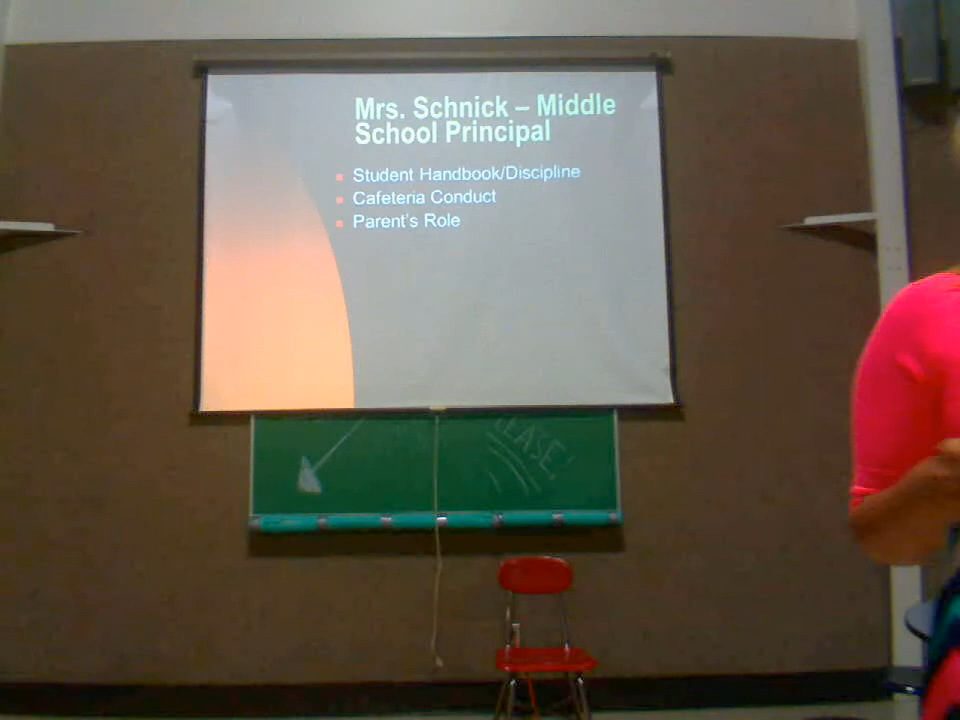 Mrs. Schnick – Middle
School Principal
Student Handbook/Discipline
Cafeteria Conduct
Parent's Role